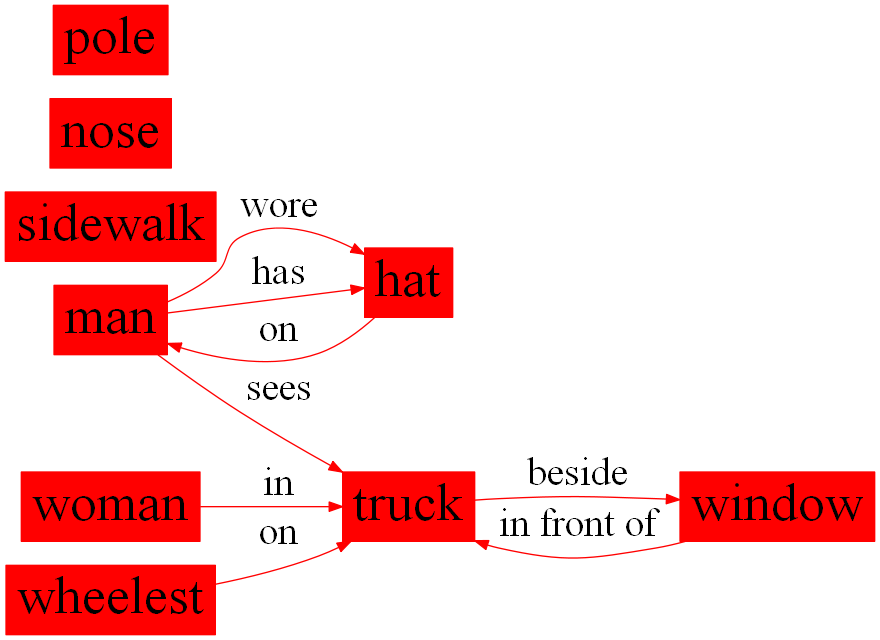 pole
nose
sidewalk
wore
has
hat
man
on
sees
woman
in
truck
beside
window
in front of
on
wheelest